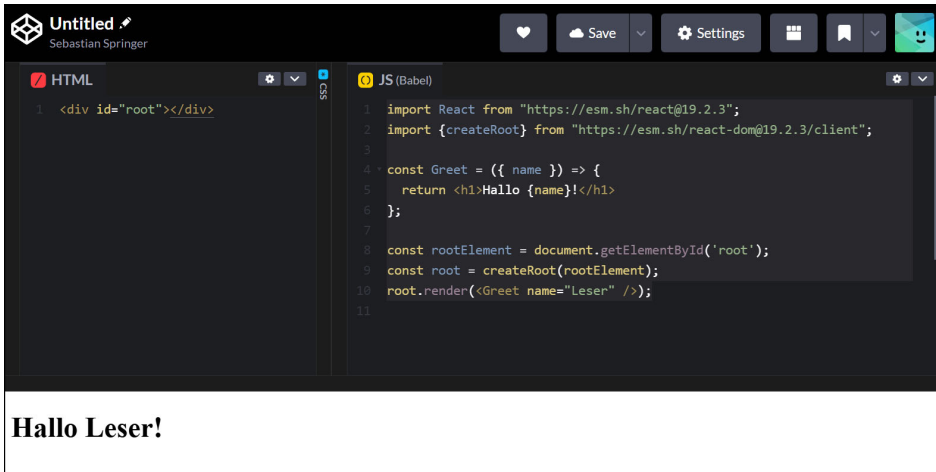 Untitled
Sebastian Springer
Save
Settings
HTML
1 <div id="root"></div>
CSS
JS (Babel)
1 import React from "https://esm.sh/react@19.2.3";
2 import {createRoot} from "https://esm.sh/react-dom@19.2.3/client";
3
4 const Greet = ({ name }) => {
5   return <h1>Hallo {name}!</h1>
6 };
7
8 const rootElement = document.getElementById('root');
9 const root = createRoot(rootElement);
10 root.render(<Greet name="Leser" />);
11
Hallo Leser!